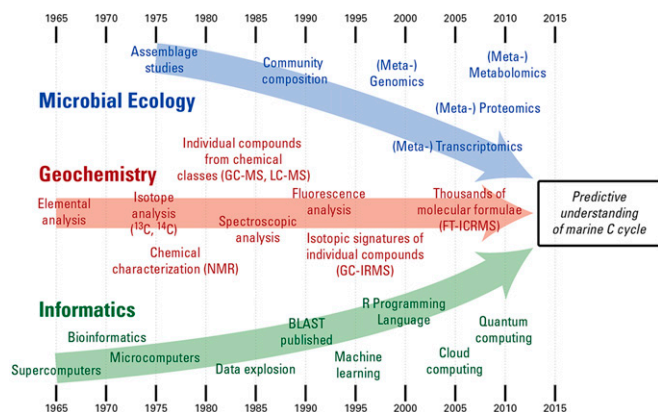 1965 1970 1975 1980 1985 1990 1995 2000 2005 2010 2015
Assemblage
studies
Community
composition
(Meta-)
Genomics
(Meta-)
Metabolomics
Microbial Ecology
(Meta-) Proteomics
(Meta-) Transcriptomics
Individual compounds
from chemical
classes (GC-MS, LC-MS)
Geochemistry
Elemental
analysis
Isotope
analysis
(¹³C, ¹⁴C)
Fluorescence
analysis
Spectroscopic
analysis
Thousands of
molecular formulae
(FT-ICRMS)
Chemical
characterization (NMR)
Isotopic signatures of
individual compounds
(GC-IRMS)
Predictive
understanding
of marine C cycle
Informatics
Bioinformatics
Supercomputers
Microcomputers
Data explosion
BLAST
published
R Programming
Language
Machine
learning
Cloud
computing
Quantum
computing
1965 1970 1975 1980 1985 1990 1995 2000 2005 2010 2015